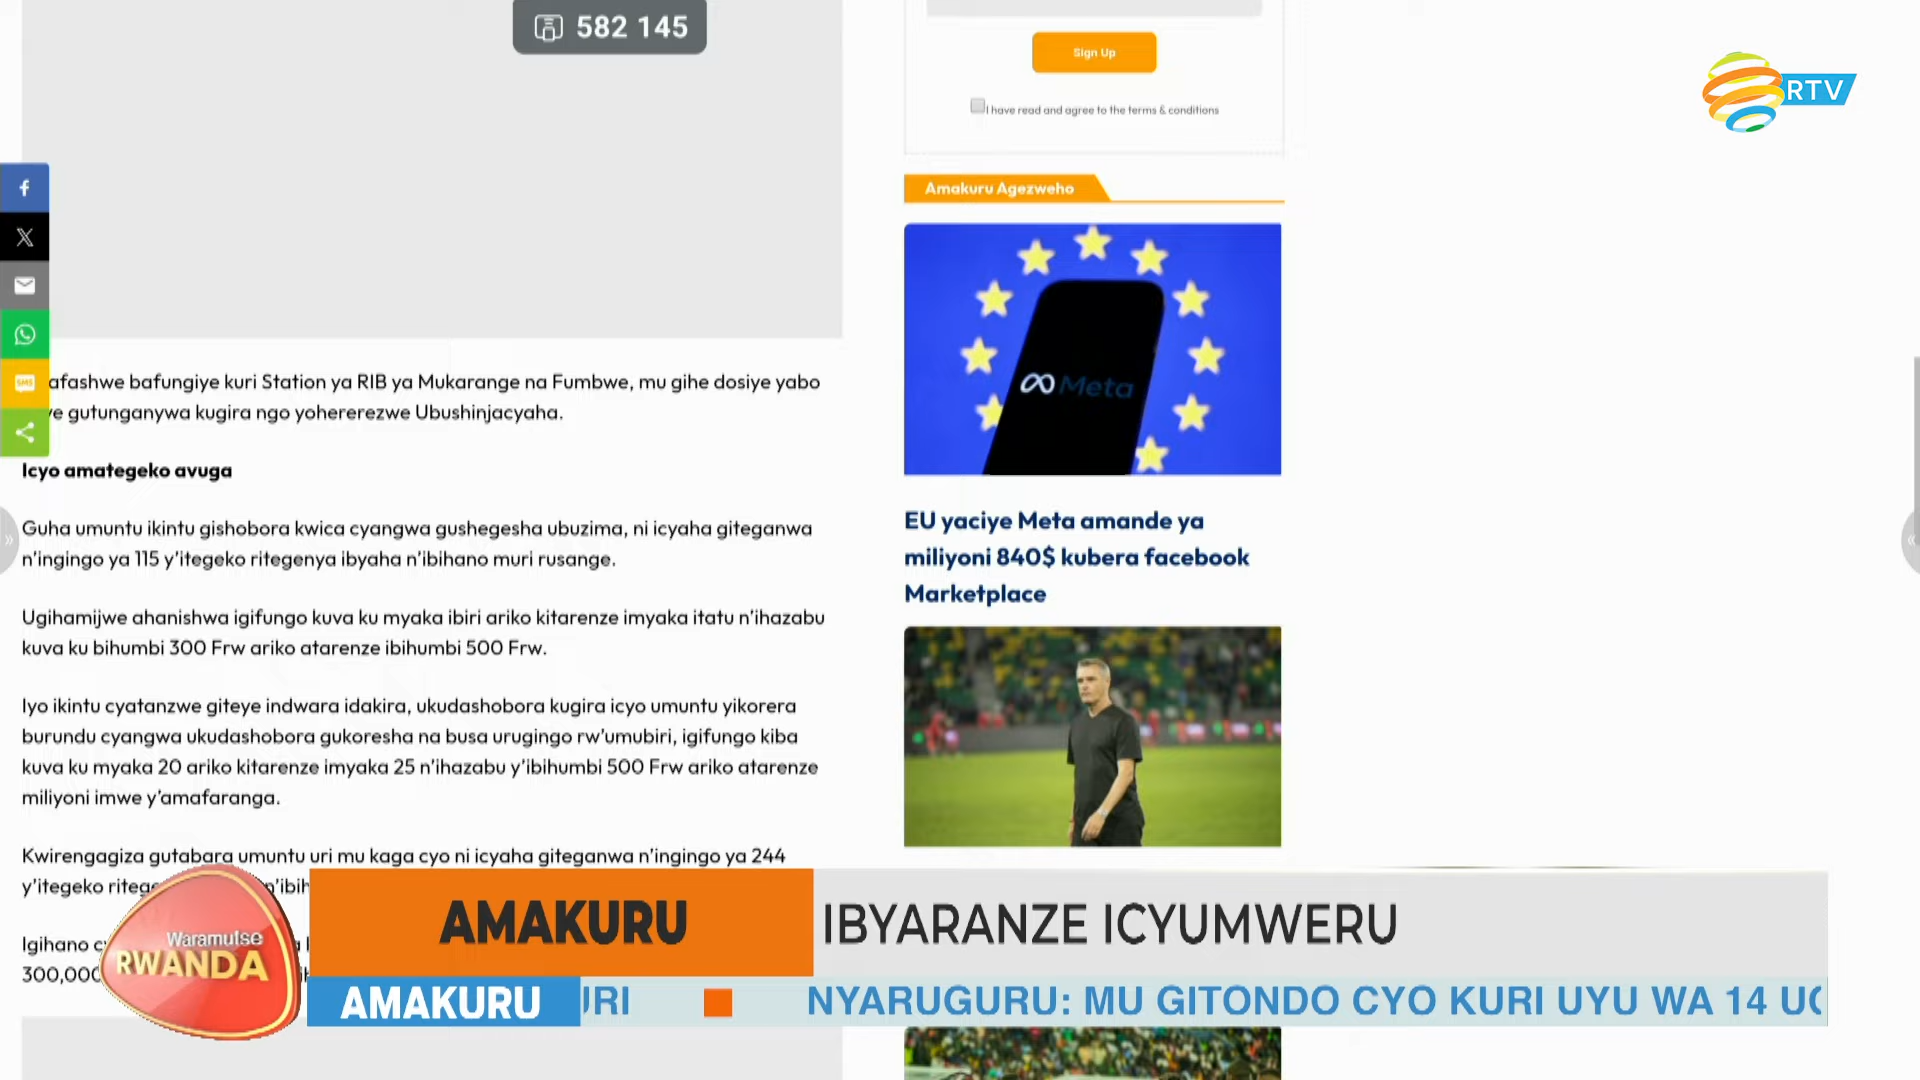 582 145
Sign Up
I have read and agree to the terms & conditions
RTV
Amakuru Agezweho
Meta
EU yaciye Meta amande ya
miliyoni 840$ kubera facebook
Marketplace
SMS
bafungiye kuri Station ya RIB ya Mukarange na Fumbwe, mu gihe dosiye yabo
gutunganywa kugira ngo yohererezwe Ubushinjacyaha.
Icyo amategeko avuga
Guha umuntu ikintu gishobora kwica cyangwa gushegesha ubuzima, ni icyaha giteganwa
n'ingingo ya 115 y'itegeko ritegenya ibyaha n'ibihano muri rusange.
Ugihamijwe ahanishwa igifungo kuva ku myaka ibiri ariko kitarenze imyaka itatu n'ihazabu
kuva ku bihumbi 300 Frw ariko atarenze ibihumbi 500 Frw.
Iyo ikintu cyatanzwe giteye indwara idakira, ukudashobora kugira icyo umuntu yikorera
burundu cyangwa ukudashobora gukoresha na busa urugingo rw'umubiri, igifungo kiba
kuva ku myaka 20 ariko kitarenze imyaka 25 n'ihazabu y'ibihumbi 500 Frw ariko atarenze
miliyoni imwe y'amafaranga.
Kwirengagiza gutabara umuntu uri mu kaga cyo ni icyaha giteganwa n'ingingo ya 244
y'itegeko
Igihano
300,000
Waramutse
RWANDA
AMAKURU
IBYARANZE ICYUMWERU
AMAKURU
NYARUGURU: MU GITONDO CYO KURI UYU WA 14